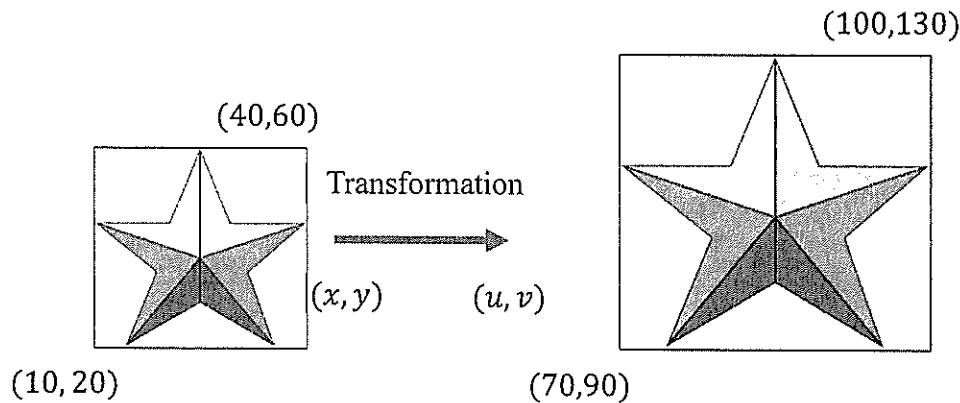 (100,130)
(40,60)
Transformation
(x, y)
(u, v)
(10, 20)
(70,90)